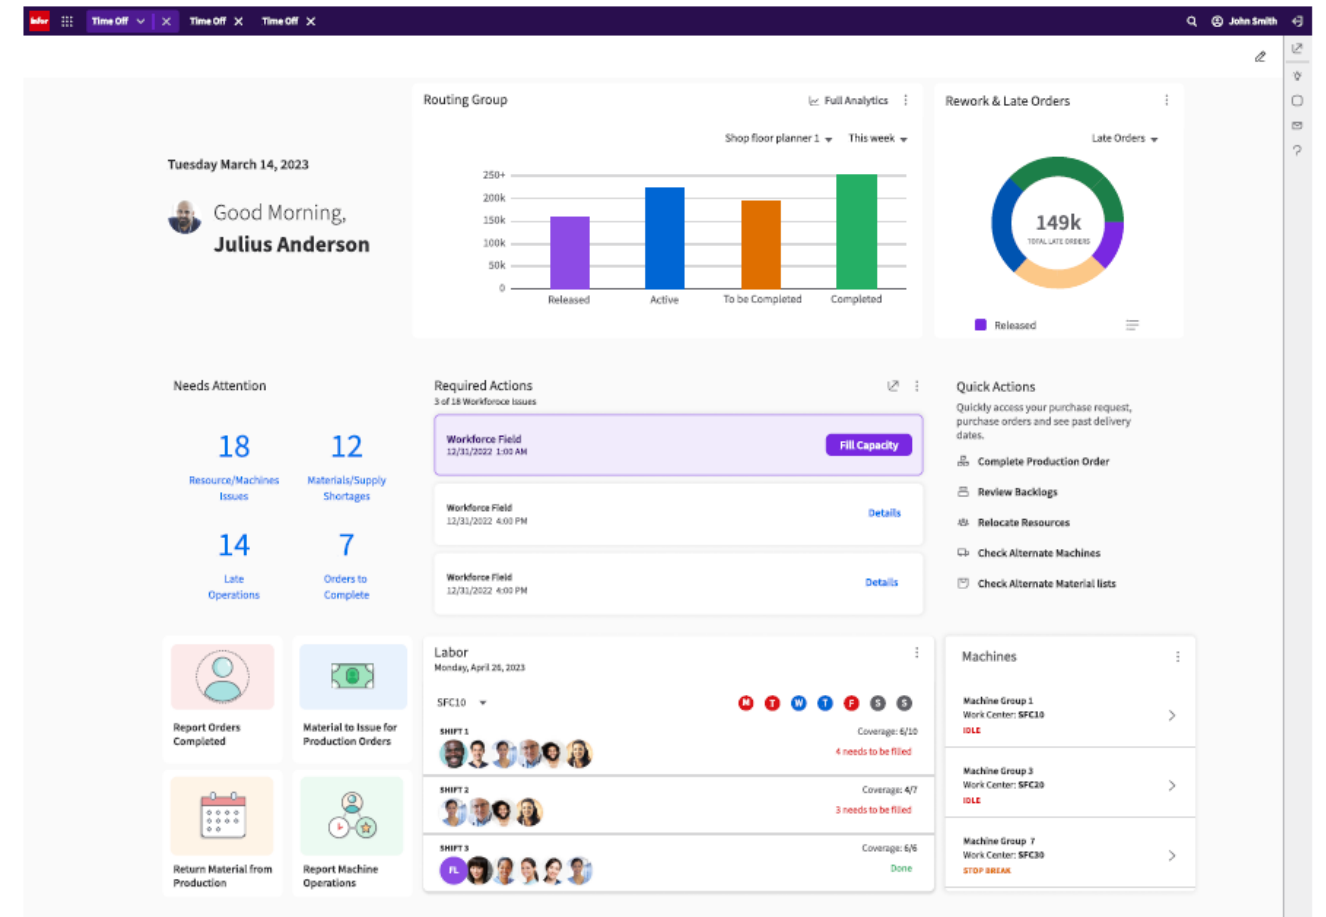 infor Time Off Time Off Time Off John Smith
Tuesday March 14, 2023
Good Morning,
Julius Anderson
Routing Group
Full Analytics
Shop floor planner 1 This week
250+
200k
150k
100k
50k
0
Released Active To be Completed Completed
Rework & Late Orders
Late Orders
149k
TOTAL LATE ORDERS
Released
Needs Attention
18
Resource/Machines
Issues
12
Materials/Supply
Shortages
14
Late
Operations
7
Orders to
Complete
Required Actions
3 of 18 Workforoce Issues
Workforce Field
12/31/2022 1:00 AM
Fill Capacity
Workforce Field
12/31/2022 4:00 PM
Details
Workforce Field
12/31/2022 4:00 PM
Details
Quick Actions
Quickly access your purchase request,
purchase orders and see past delivery
dates.
Complete Production Order
Review Backlogs
Relocate Resources
Check Alternate Machines
Check Alternate Material lists
Report Orders
Completed
Material to Issue for
Production Orders
Return Material from
Production
Report Machine
Operations
Labor
Monday, April 26, 2023
SFC10
M T W T F S S
SHIFT 1
Coverage: 6/10
4 needs to be filled
SHIFT 2
Coverage: 4/7
3 needs to be filled
SHIFT 3
FL
Coverage: 6/6
Done
Machines
Machine Group 1
Work Center: SFC10
IDLE
Machine Group 3
Work Center: SFC20
IDLE
Machine Group 7
Work Center: SFC30
STOP BREAK